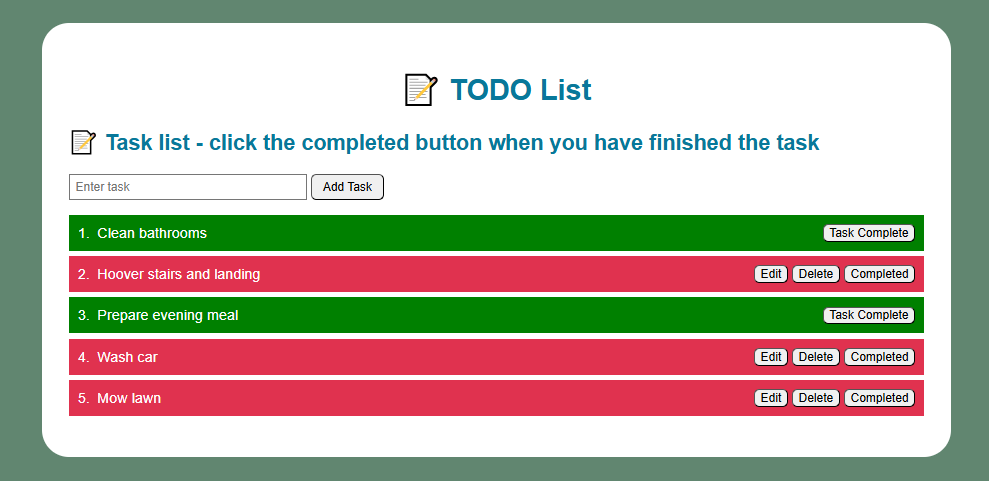 TODO List
Task list - click the completed button when you have finished the task
Enter task Add Task
1. Clean bathrooms Task Complete
2. Hoover stairs and landing Edit Delete Completed
3. Prepare evening meal Task Complete
4. Wash car Edit Delete Completed
5. Mow lawn Edit Delete Completed